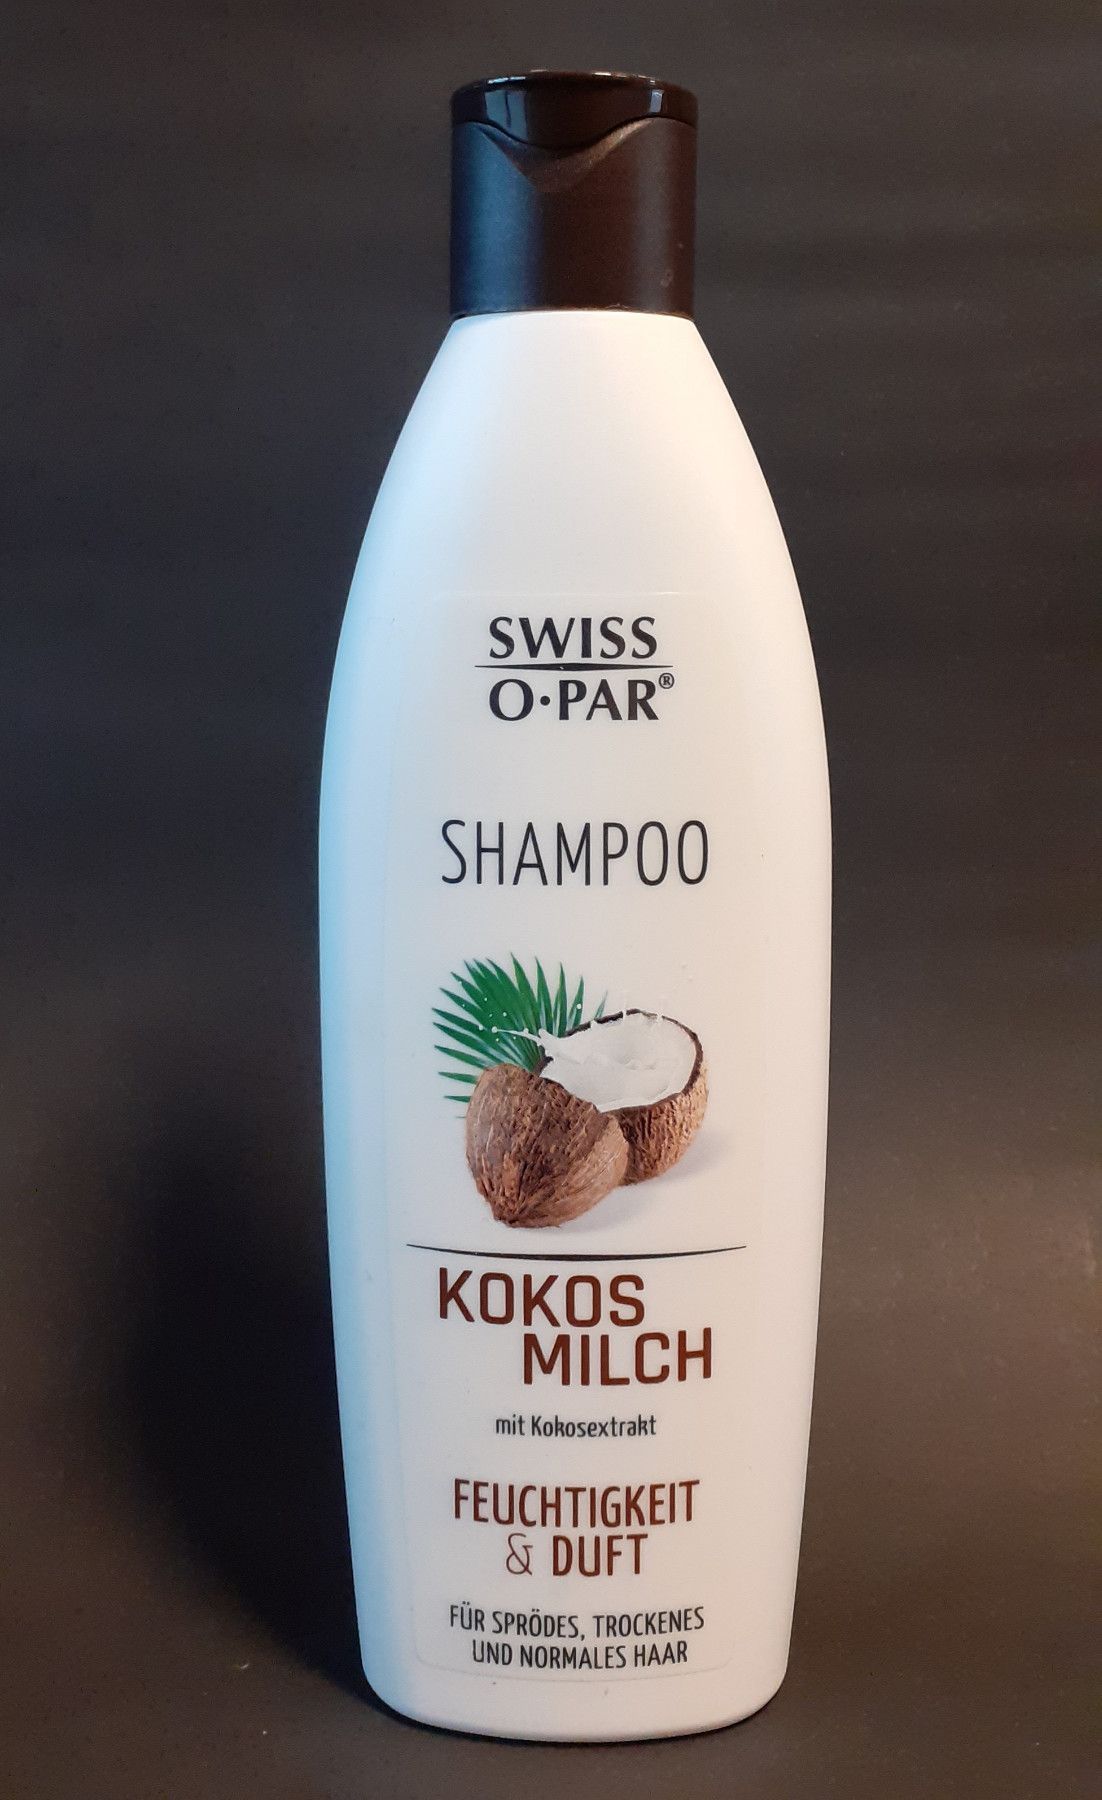 SWISS
O·PAR®
SHAMPOO
KOKOS
MILCH
mit Kokosextrakt
FEUCHTIGKEIT
& DUFT
FÜR SPRÖDES, TROCKENES
UND NORMALES HAAR